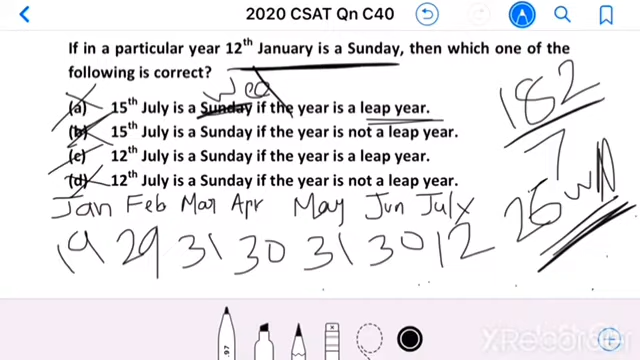 2020 CSAT Qn C40
If in a particular year 12th January is a Sunday, then which one of the
following is correct?
Wed
(a) 15th July is a Sunday if the year is a leap year.
(b) 15th July is a Sunday if the year is not a leap year.
(c) 12th July is a Sunday if the year is a leap year.
(d) 12th July is a Sunday if the year is not a leap year.
182
7
26
Jan Feb Mar Apr May Jun July
19 29 31 30 31 30 12
.97
XRecorder